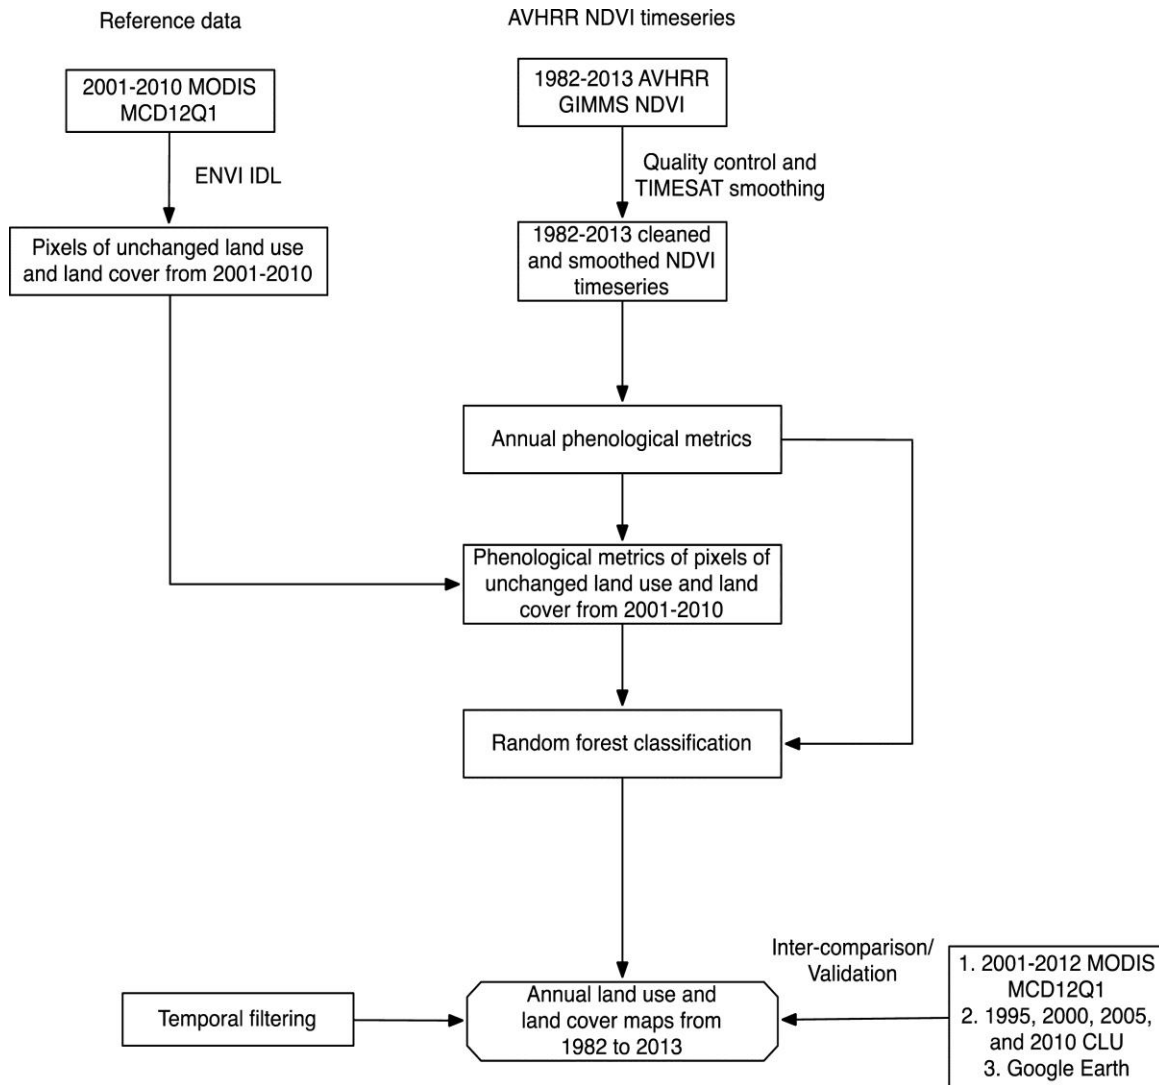 Reference data
AVHRR NDVI timeseries
2001-2010 MODIS
MCD12Q1
1982-2013 AVHRR
GIMMS NDVI
ENVI IDL
Quality control and
TIMESAT smoothing
Pixels of unchanged land use
and land cover from 2001-2010
1982-2013 cleaned
and smoothed NDVI
timeseries
Annual phenological metrics
Phenological metrics of pixels of
unchanged land use and land
cover from 2001-2010
Random forest classification
Inter-comparison/
Validation
Temporal filtering
Annual land use and
land cover maps from
1982 to 2013
1. 2001-2012 MODIS
MCD12Q1
2. 1995, 2000, 2005,
and 2010 CLU
3. Google Earth